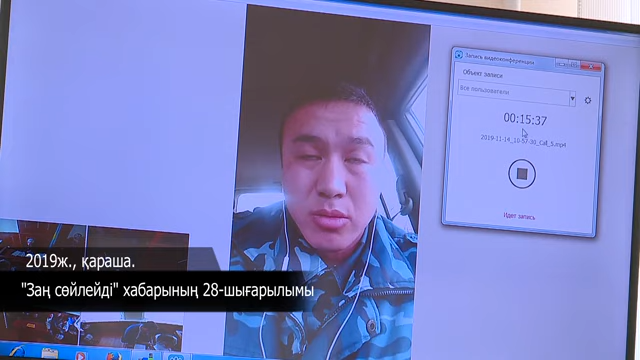 Запись видеоконференции
Объект записи
Все пользователи
00:15:37
2019-11-14_10-57-30_Call_5.mp4
Идет запись
2019ж., қараша.
"Заң сөйлейді" хабарының 28-шығарылымы